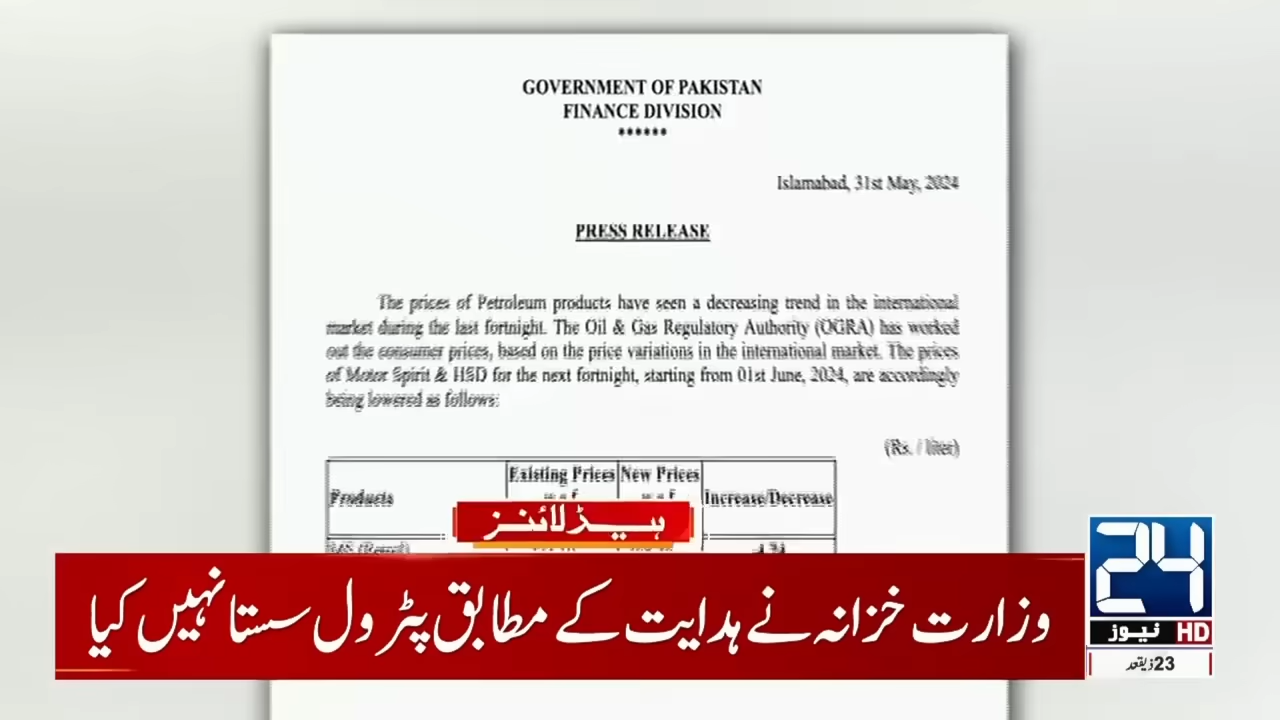 GOVERNMENT OF PAKISTAN
FINANCE DIVISION
******
Islamabad, 31st May, 2024
PRESS RELEASE
The prices of Petroleum products have seen a decreasing trend in the international
market during the last fortnight. The Oil & Gas Regulatory Authority (OGRA) has worked
out the consumer prices, based on the price variations in the international market. The prices
of Motor Spirit & HSD for the next fortnight, starting from 01st June, 2024, are accordingly
being lowered as follows:
(Rs. / liter)
Products Existing Prices New Prices Increase/Decrease
ہیڈلائنز
وزارت خزانہ نے ہدایت کے مطابق پٹرول سستا نہیں کیا
24
نیوز HD
23 ذیقعد